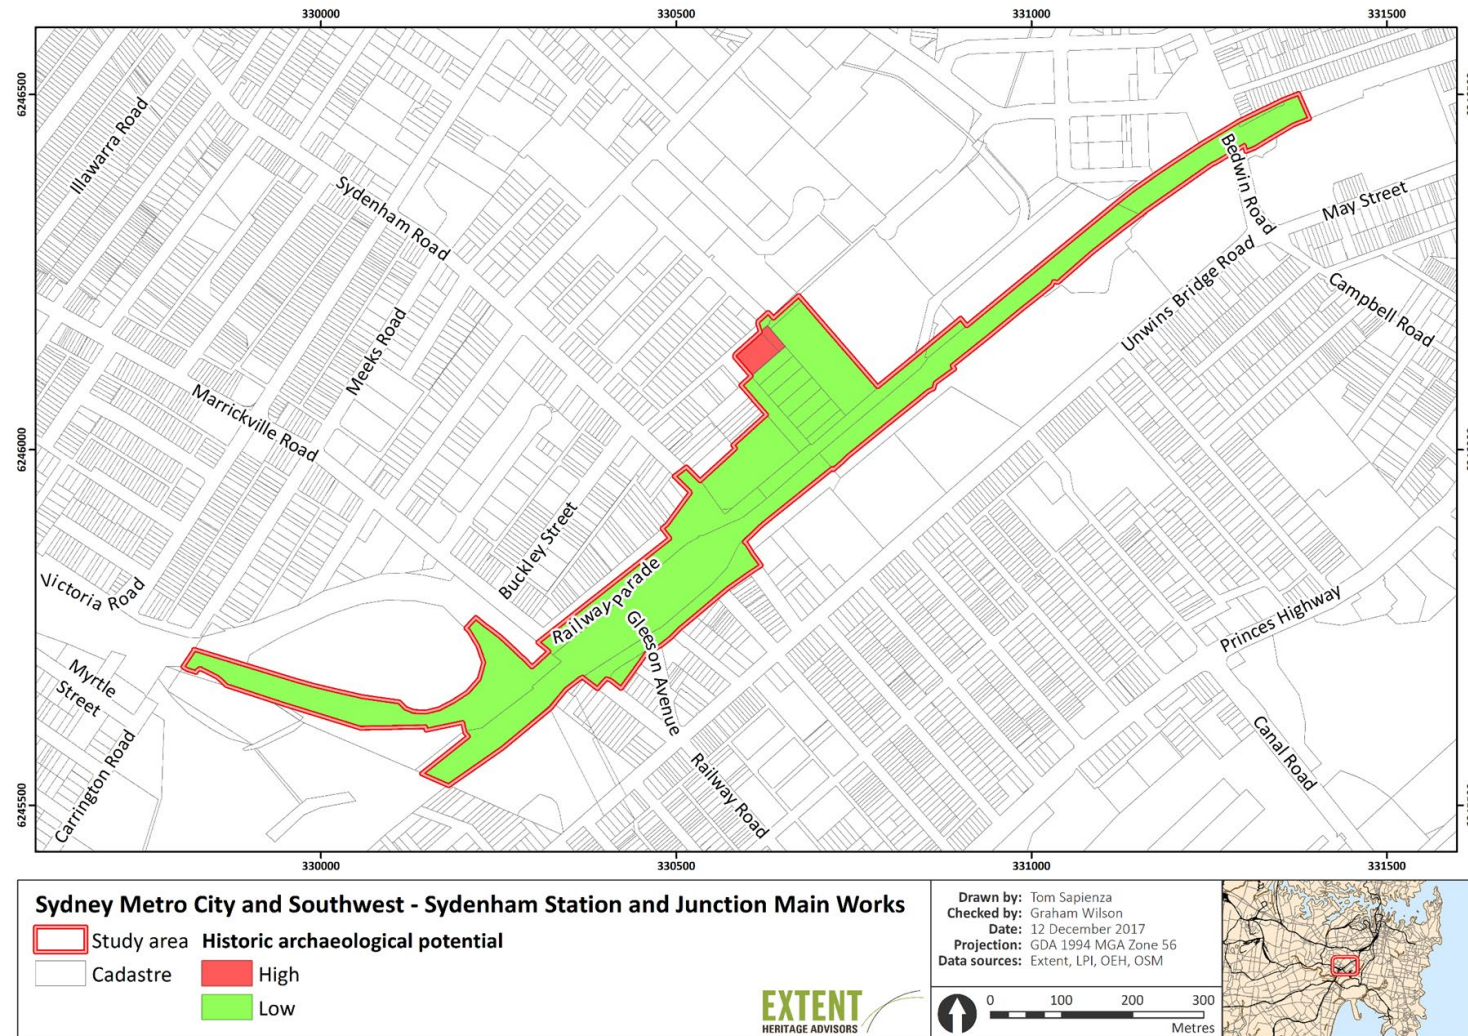 330000
330500
331000
331500
6246500
6246000
6245500
Illawarra Road
Sydenham Road
Meeks Road
Marrickville Road
Buckley Street
Victoria Road
Myrtle
Street
Carrington Road
Railway Parade
Gleeson Avenue
Railway Road
Bedwin Road
May Street
Unwins Bridge Road
Campbell Road
Princes Highway
Canal Road
330000
330500
331000
331500
Sydney Metro City and Southwest - Sydenham Station and Junction Main Works
Study area
Historic archaeological potential
Cadastre
High
Low
EXTENT
HERITAGE ADVISORS
Drawn by: Tom Sapienza
Checked by: Graham Wilson
Date: 12 December 2017
Projection: GDA 1994 MGA Zone 56
Data sources: Extent, LPI, OEH, OSM
0 100 200 300
Metres